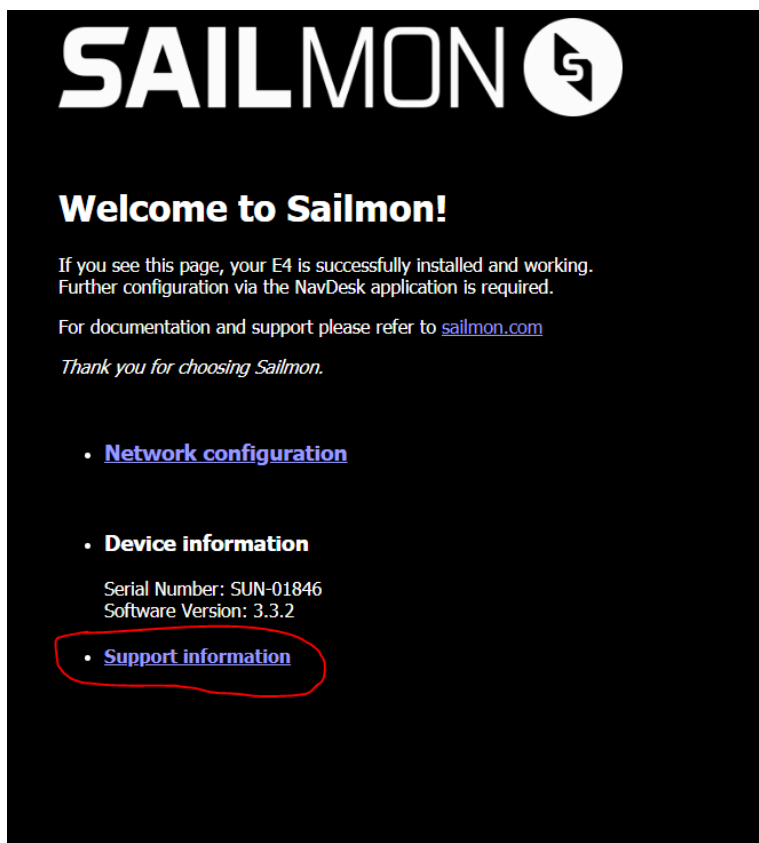 SAILMON
Welcome to Sailmon!
If you see this page, your E4 is successfully installed and working.
Further configuration via the NavDesk application is required.
For documentation and support please refer to sailmon.com
Thank you for choosing Sailmon.
Network configuration
Device information
Serial Number: SUN-01846
Software Version: 3.3.2
Support information